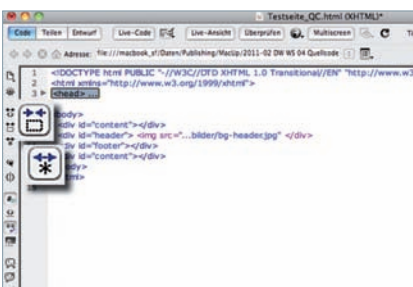 Testseite_QC.html (XHTML)*
Code Teilen Entwurf Live-Code Live-Ansicht Überprüfen Multiscreen
Adresse: file:///macbook_sf/Daten/Publishing/MacUp/2011-02 DW WS 04 Quellcode
1 <!DOCTYPE html PUBLIC "-//W3C//DTD XHTML 1.0 Transitional//EN" "http://www.w3
2 <html xmlns="http://www.w3.org/1999/xhtml">
3 <head> ...
body>
<div id="content"></div>
<div id="header"> <img src="...bilder/bg-header.jpg" </div>
div id="footer"></div>
div id="content"></div>